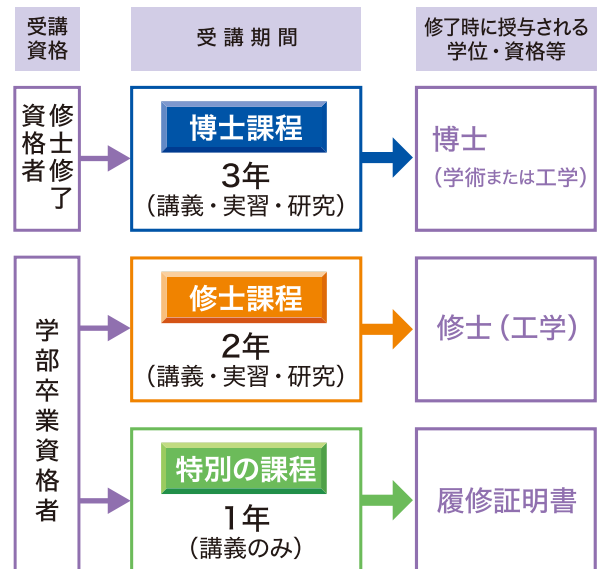 受講
資格
受講期間
修了時に授与される
学位・資格等
修士修了
資格者
博士課程
3年
（講義・実習・研究）
博士
（学術または工学）
学部卒業資格者
修士課程
2年
（講義・実習・研究）
修士（工学）
特別の課程
1年
（講義のみ）
履修証明書